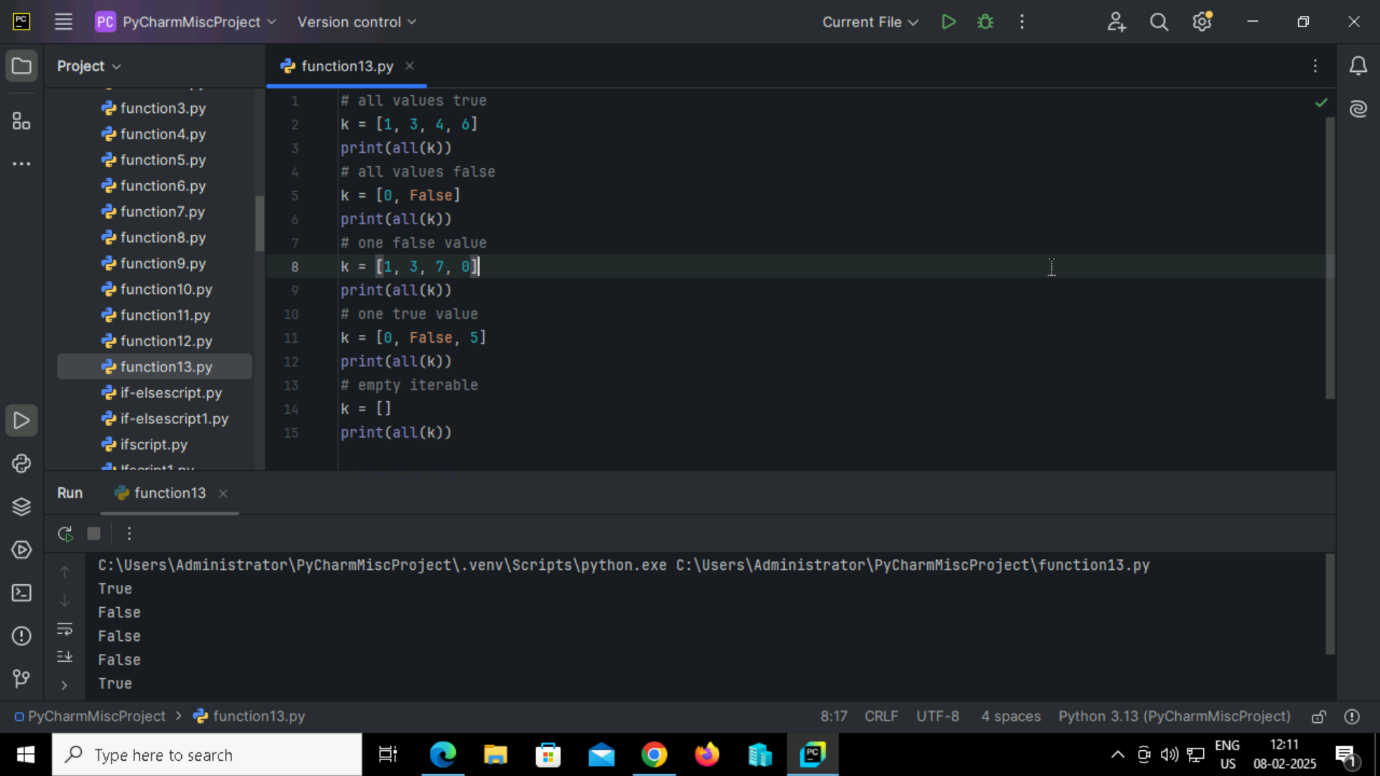 PC PyCharmMiscProject Version control Current File
Project function13.py
function3.py
function4.py
function5.py
function6.py
function7.py
function8.py
function9.py
function10.py
function11.py
function12.py
function13.py
if-elsescript.py
if-elsescript1.py
ifscript.py
1 # all values true
2 k = [1, 3, 4, 6]
3 print(all(k))
4 # all values false
5 k = [0, False]
6 print(all(k))
7 # one false value
8 k = [1, 3, 7, 0]
9 print(all(k))
10 # one true value
11 k = [0, False, 5]
12 print(all(k))
13 # empty iterable
14 k = []
15 print(all(k))
Run function13
C:\Users\Administrator\PyCharmMiscProject\.venv\Scripts\python.exe C:\Users\Administrator\PyCharmMiscProject\function13.py
True
False
False
False
True
PyCharmMiscProject > function13.py 8:17 CRLF UTF-8 4 spaces Python 3.13 (PyCharmMiscProject)
Type here to search PC ENG 12:11
US 08-02-2025 1